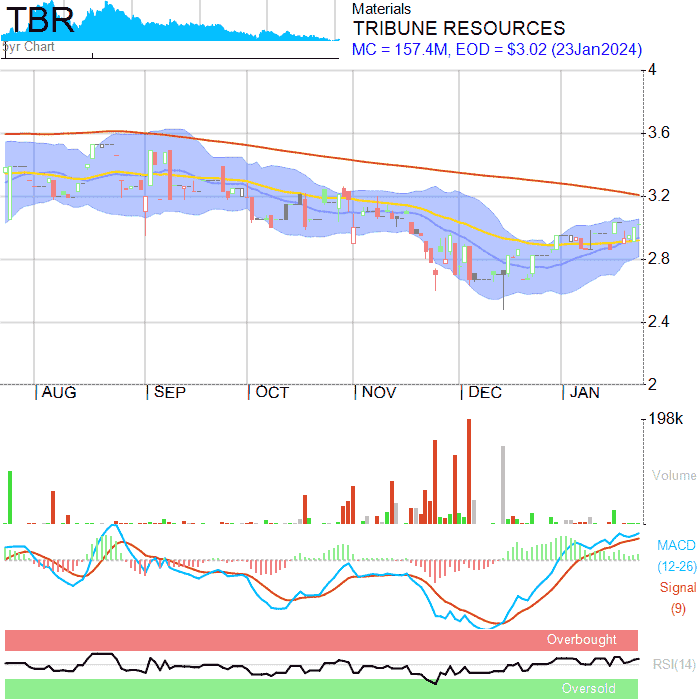 TBR
5yr Chart
Materials
TRIBUNE RESOURCES
MC = 157.4M, EOD = $3.02 (23Jan2024)
4
3.6
3.2
2.8
2.4
2
AUG SEP OCT NOV DEC JAN
198k
Volume
MACD
(12-26)
Signal
(9)
Overbought
RSI(14)
Oversold